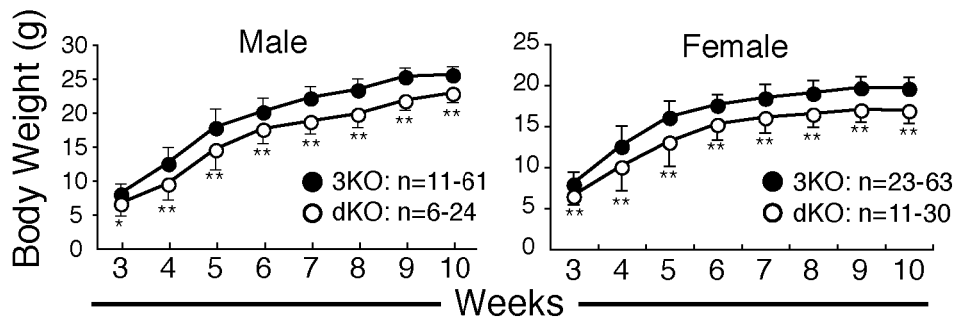 Body Weight (g)
Male
30
25
20
15
10
5
0
3KO: n=11-61
dKO: n=6-24
* ** ** ** ** ** ** **
3 4 5 6 7 8 9 10
Female
25
20
15
10
5
0
3KO: n=23-63
dKO: n=11-30
** ** ** ** ** ** ** **
3 4 5 6 7 8 9 10
Weeks